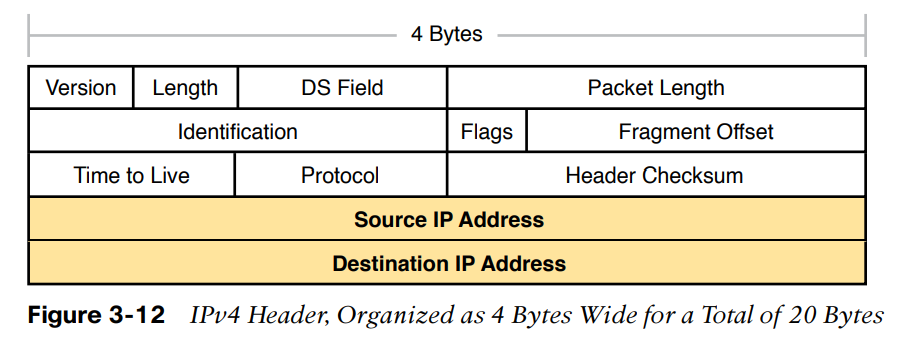 4 Bytes
Version Length DS Field Packet Length
Identification Flags Fragment Offset
Time to Live Protocol Header Checksum
Source IP Address
Destination IP Address
Figure 3-12 IPv4 Header, Organized as 4 Bytes Wide for a Total of 20 Bytes